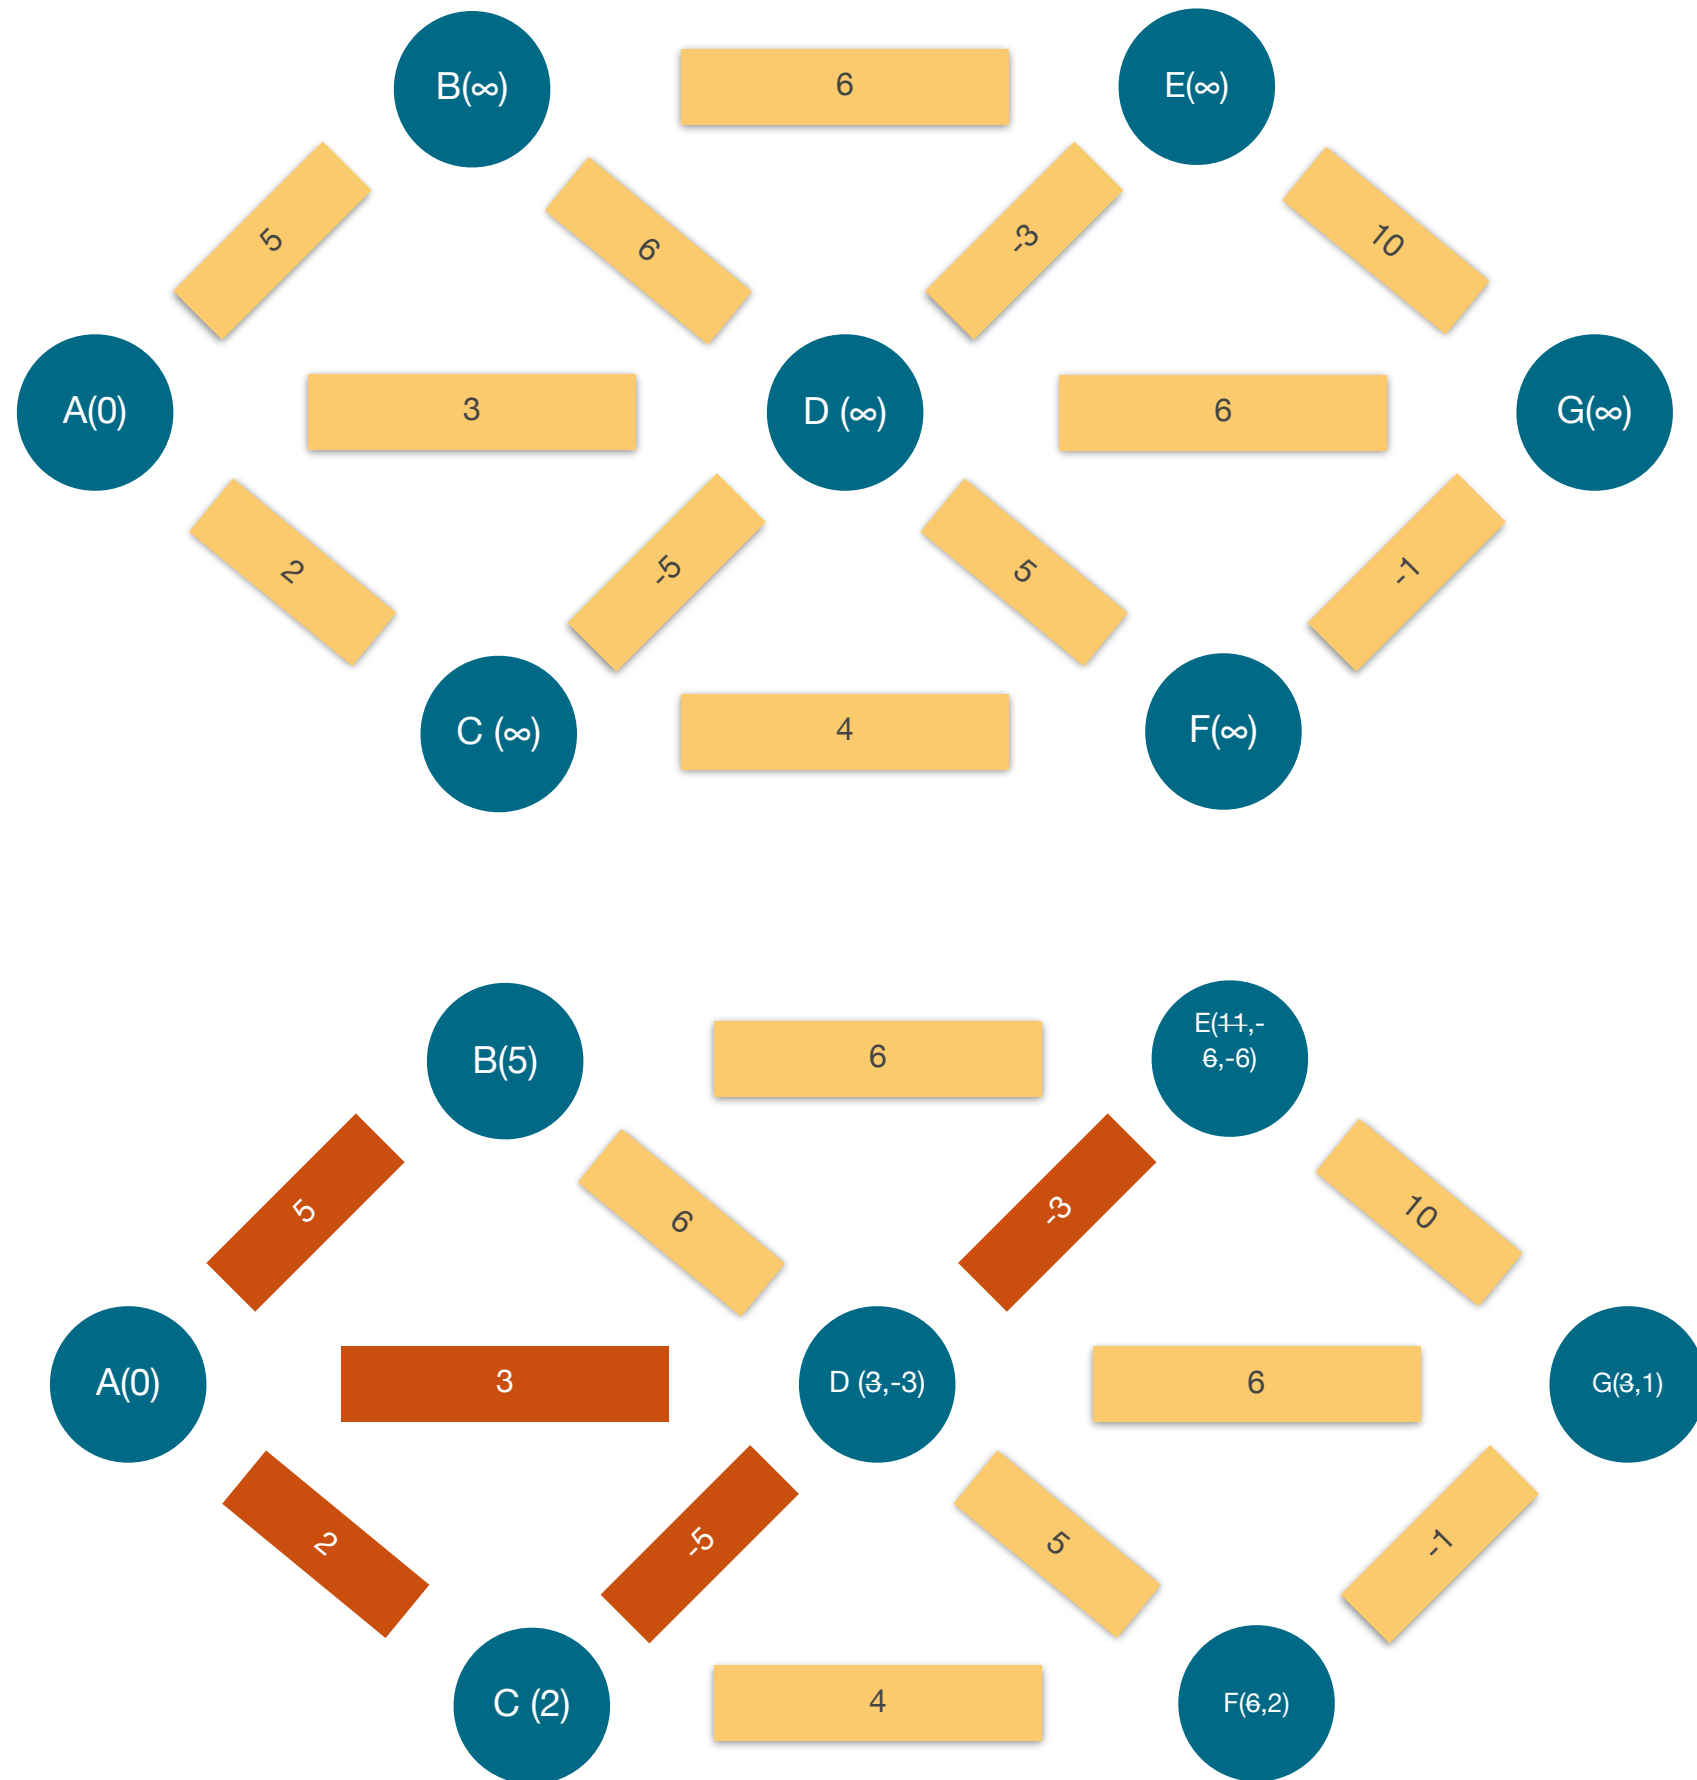 B(∞)
6
E(∞)
5
6
-3
10
A(0)
3
D (∞)
6
G(∞)
2
-5
5
-1
C (∞)
4
F(∞)
B(5)
6
E(11,-
6,-6)
5
6
-3
10
A(0)
3
D (3,-3)
6
G(3,1)
2
-5
5
-1
C (2)
4
F(6,2)